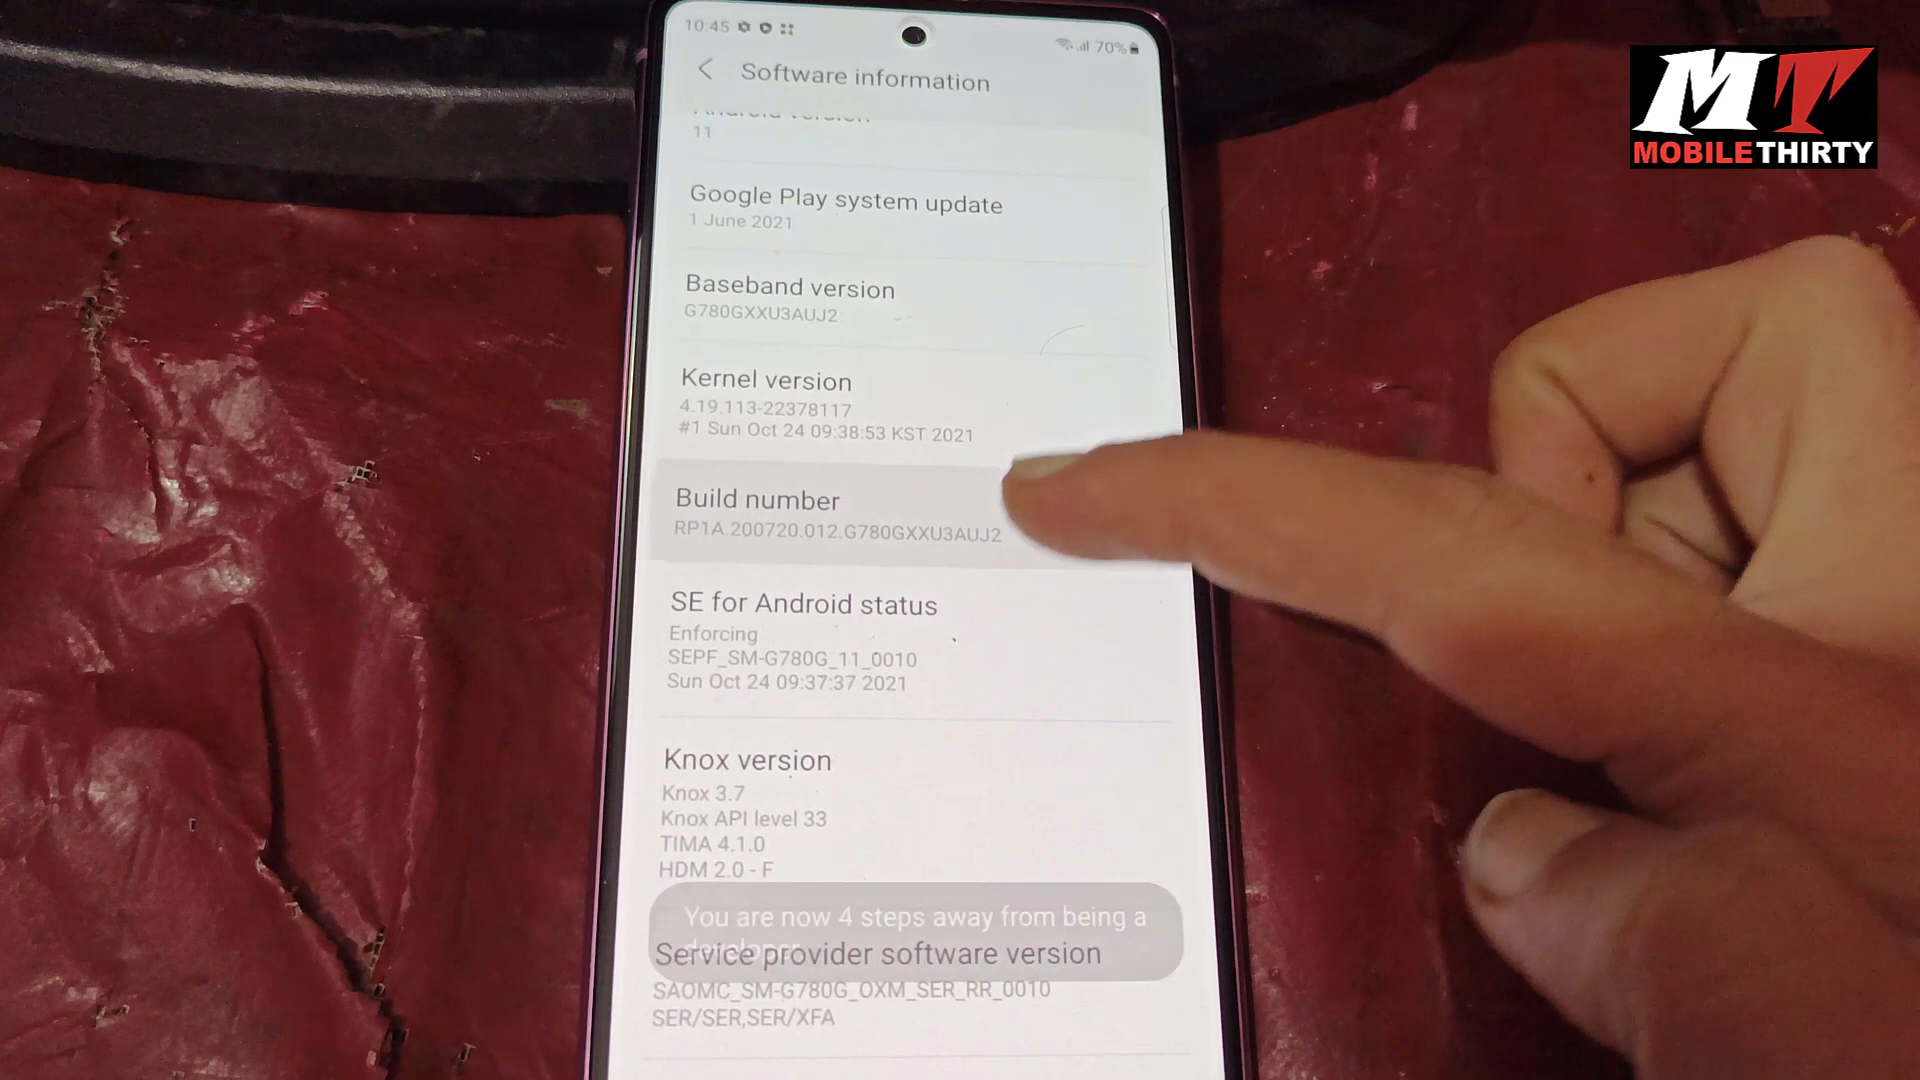 10:45
70%
Software information
Android version
11
Google Play system update
1 June 2021
Baseband version
G780GXXU3AUJ2
Kernel version
4.19.113-22378117
#1 Sun Oct 24 09:38:53 KST 2021
Build number
RP1A.200720.012.G780GXXU3AUJ2
SE for Android status
Enforcing
SEPF_SM-G780G_11_0010
Sun Oct 24 09:37:37 2021
Knox version
Knox 3.7
Knox API level 33
TIMA 4.1.0
HDM 2.0 - F
You are now 4 steps away from being a
developer.
Service provider software version
SAOMC_SM-G780G_OXM_SER_RR_0010
SER/SER,SER/XFA
MT
MOBILETHIRTY